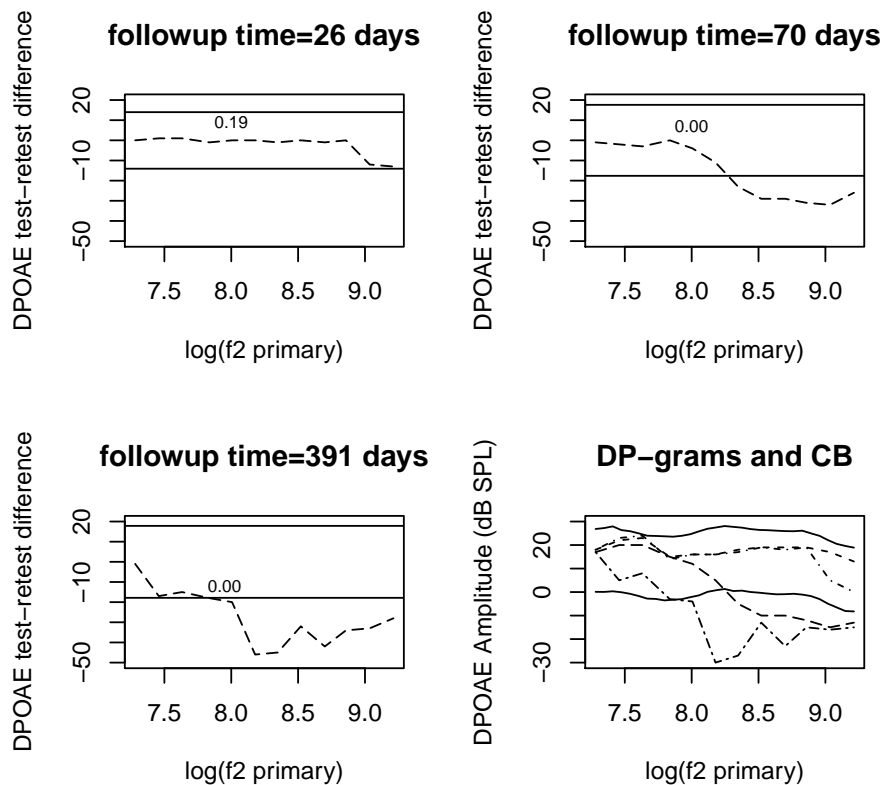 followup time=26 days
DPOAE test−retest difference
20
−10
−50
0.19
7.5 8.0 8.5 9.0
log(f2 primary)
followup time=70 days
DPOAE test−retest difference
20
−10
−50
0.00
7.5 8.0 8.5 9.0
log(f2 primary)
followup time=391 days
DPOAE test−retest difference
20
−10
−50
0.00
7.5 8.0 8.5 9.0
log(f2 primary)
DP−grams and CB
DPOAE Amplitude (dB SPL)
20
0
−30
7.5 8.0 8.5 9.0
log(f2 primary)